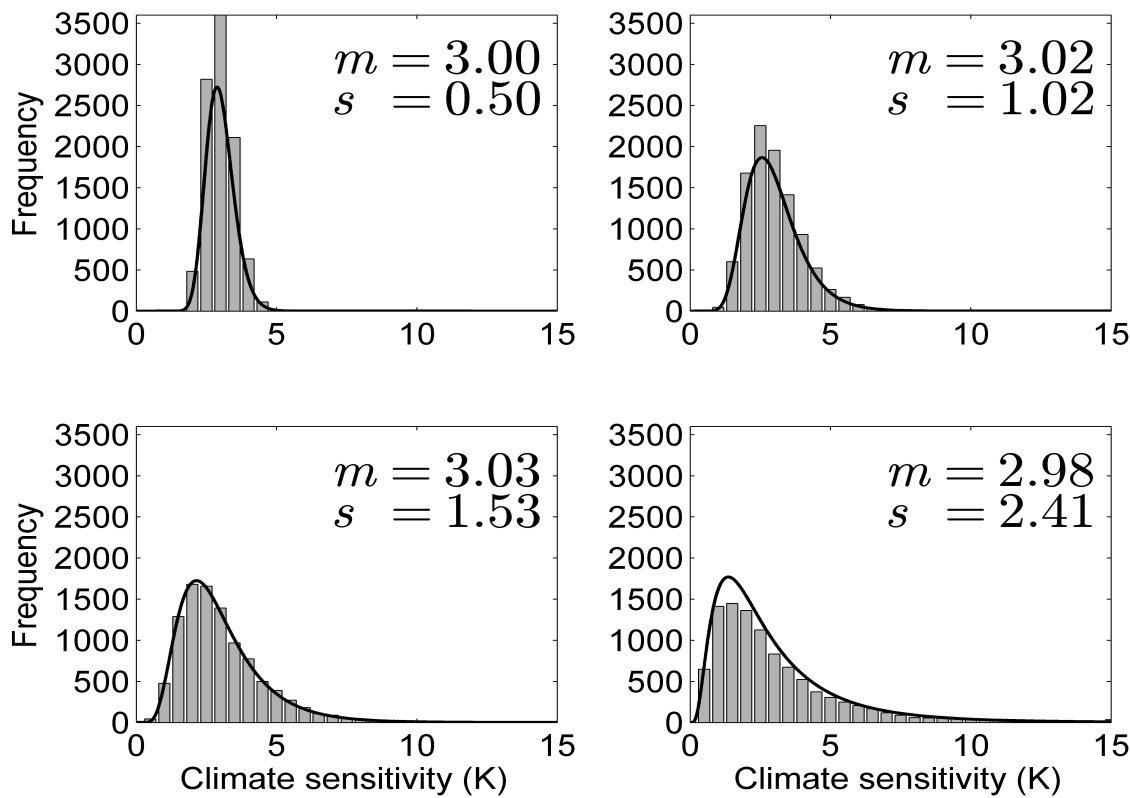 3500
3000
2500
2000
1500
1000
500
0
Frequency
m = 3.00
s = 0.50
0 5 10 15
3500
3000
2500
2000
1500
1000
500
0
m = 3.02
s = 1.02
0 5 10 15
3500
3000
2500
2000
1500
1000
500
0
Frequency
m = 3.03
s = 1.53
0 5 10 15
Climate sensitivity (K)
3500
3000
2500
2000
1500
1000
500
0
m = 2.98
s = 2.41
0 5 10 15
Climate sensitivity (K)